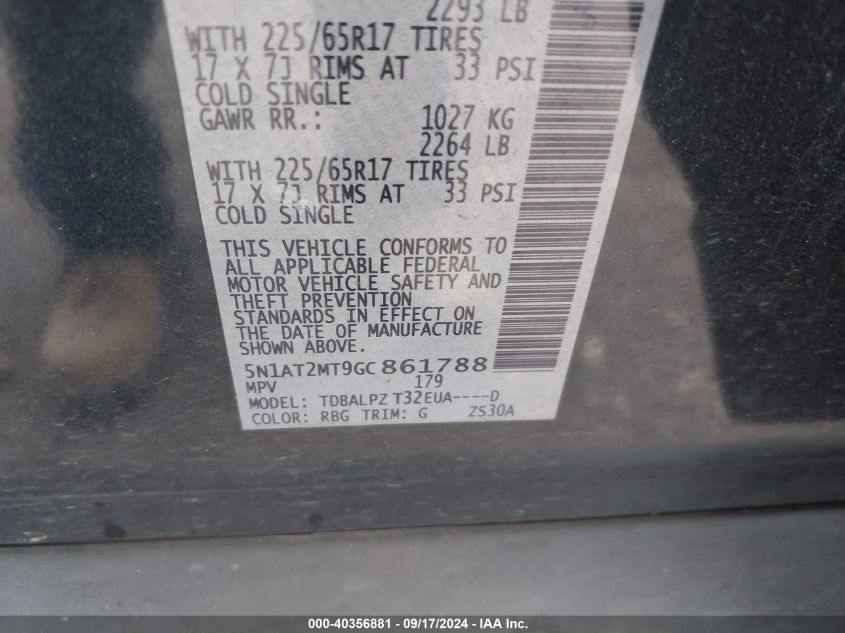 2293 LB
WITH 225/65R17 TIRES
17 X 7J RIMS AT 33 PSI
COLD SINGLE
GAWR RR.: 1027 KG
2264 LB
WITH 225/65R17 TIRES
17 X 7J RIMS AT 33 PSI
COLD SINGLE
THIS VEHICLE CONFORMS TO
ALL APPLICABLE FEDERAL
MOTOR VEHICLE SAFETY AND
THEFT PREVENTION
STANDARDS IN EFFECT ON
THE DATE OF MANUFACTURE
SHOWN ABOVE.
5N1AT2MT9GC861788
MPV 179
MODEL: TDBALPZ T32EUA----D
COLOR: RBG TRIM: G ZS30A
000-40356881 - 09/17/2024 - IAA Inc.